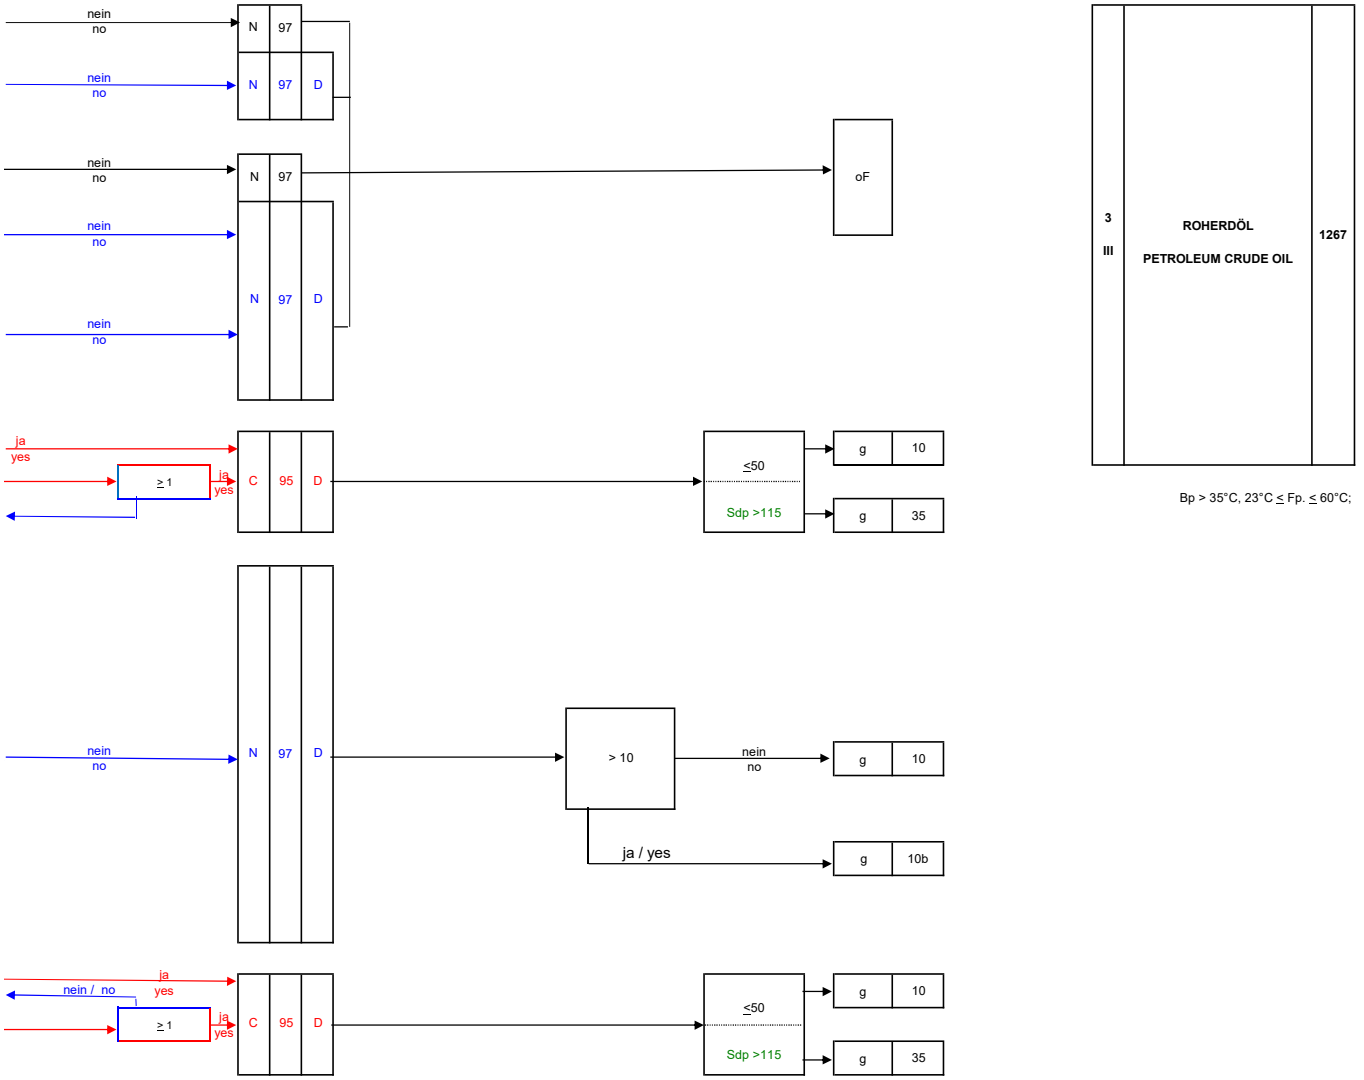 nein
no
N 97
nein
no
N 97 D
nein
no
N 97
oF
nein
no
N 97 D
nein
no
3
III
ROHERDÖL
PETROLEUM CRUDE OIL
1267
Bp > 35°C, 23°C ≤ Fp. ≤ 60°C;
ja
yes
≥ 1
ja
yes
C 95 D
≤50
Sdp >115
g 10
g 35
nein
no
N 97 D
> 10
nein
no
g 10
ja / yes
g 10b
ja
yes
nein / no
≥ 1
ja
yes
C 95 D
≤50
Sdp >115
g 10
g 35